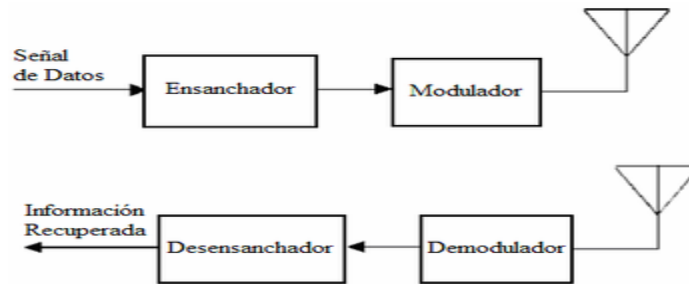 Señal
de Datos
Ensanchador
Modulador
Información
Recuperada
Desensanchador
Demodulador